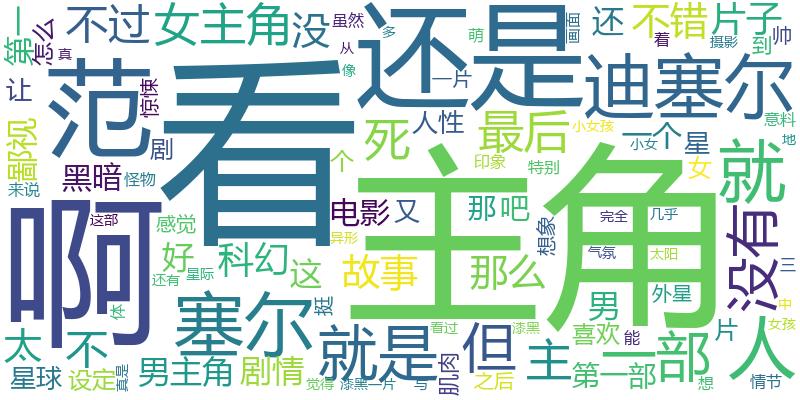 第一
怎么
不过
女主角
没
虽然
真
从
像
多
还是
萌
画面
还
着
不错
摄影
片子
到
帅
让
范
看
惊悚
一片
人性
迪塞尔
鄙视
剧
死
最后
小女孩
一个
小女
星
意料
地
黑暗
来说
怪物
个
印象
特别
女
就
啊
这部
感觉
电影
又
那
吧
主角
想象
完全
几乎
没有
好
科幻
异形
气氛
太阳
还有
星际
这
故事
那么
男
外星
三
体
塞尔
挺
中
太
不
就是
看过
漆黑
但
主
喜欢
能
一部
片
女孩
人
星球
设定
真是
男主角
剧情
觉得
漆黑一片
与
肌肉
之后
第一部
想
情节